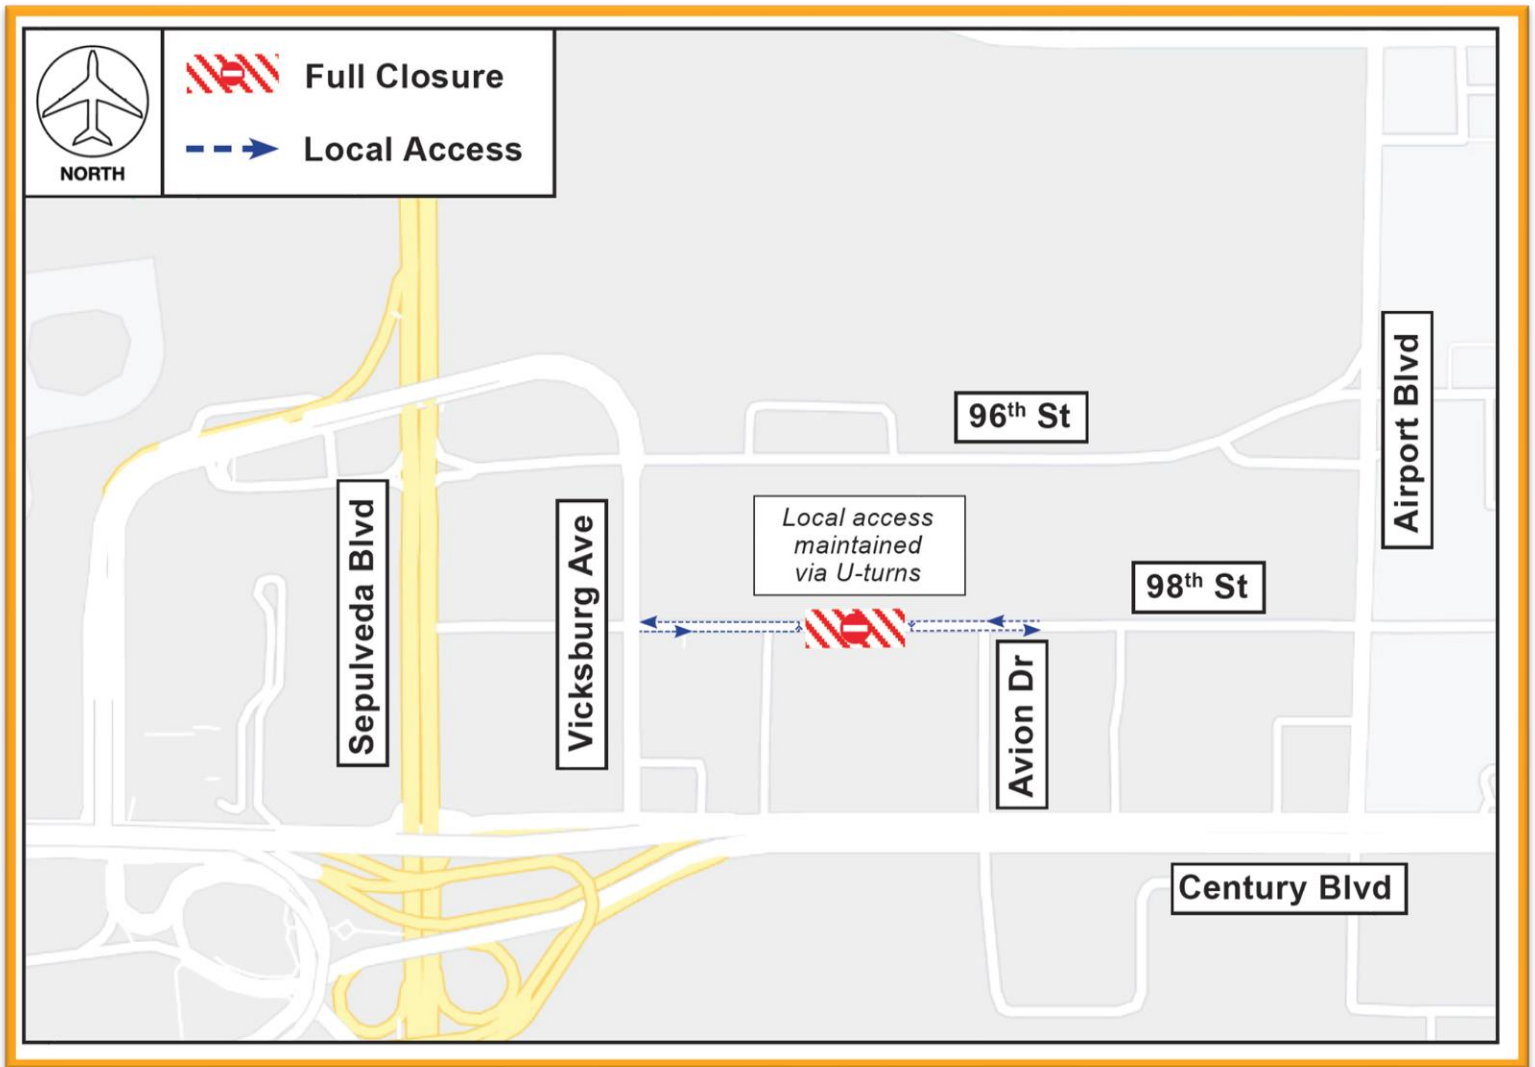 NORTH
Full Closure
Local Access
96th St
Airport Blvd
Sepulveda Blvd
Vicksburg Ave
Local access
maintained
via U-turns
98th St
Avion Dr
Century Blvd